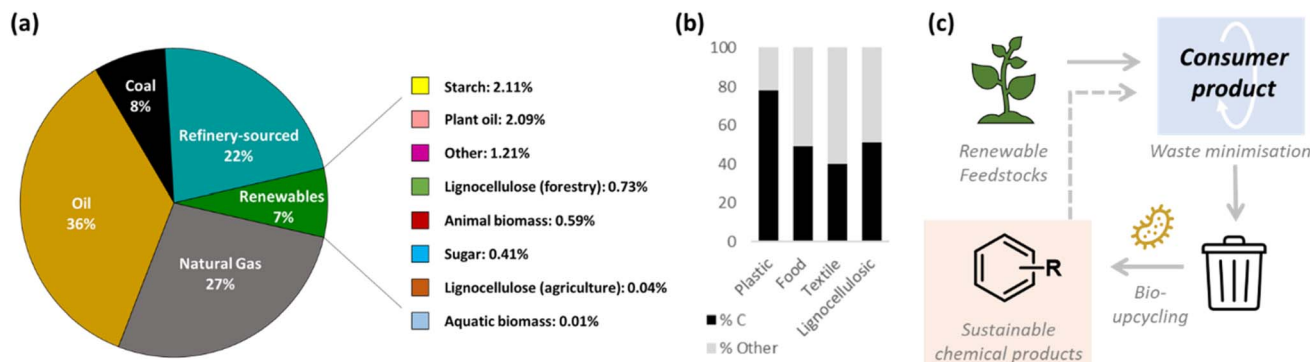 (a)
Coal
8%
Refinery-sourced
22%
Renewables
7%
Oil
36%
Natural Gas
27%
Starch: 2.11%
Plant oil: 2.09%
Other: 1.21%
Lignocellulose (forestry): 0.73%
Animal biomass: 0.59%
Sugar: 0.41%
Lignocellulose (agriculture): 0.04%
Aquatic biomass: 0.01%
(b)
100
80
60
40
20
0
Plastic
Food
Textile
Lignocellulosic
% C
% Other
(c)
Consumer
product
Renewable
Feedstocks
Waste minimisation
R
Bio-
upcycling
Sustainable
chemical products